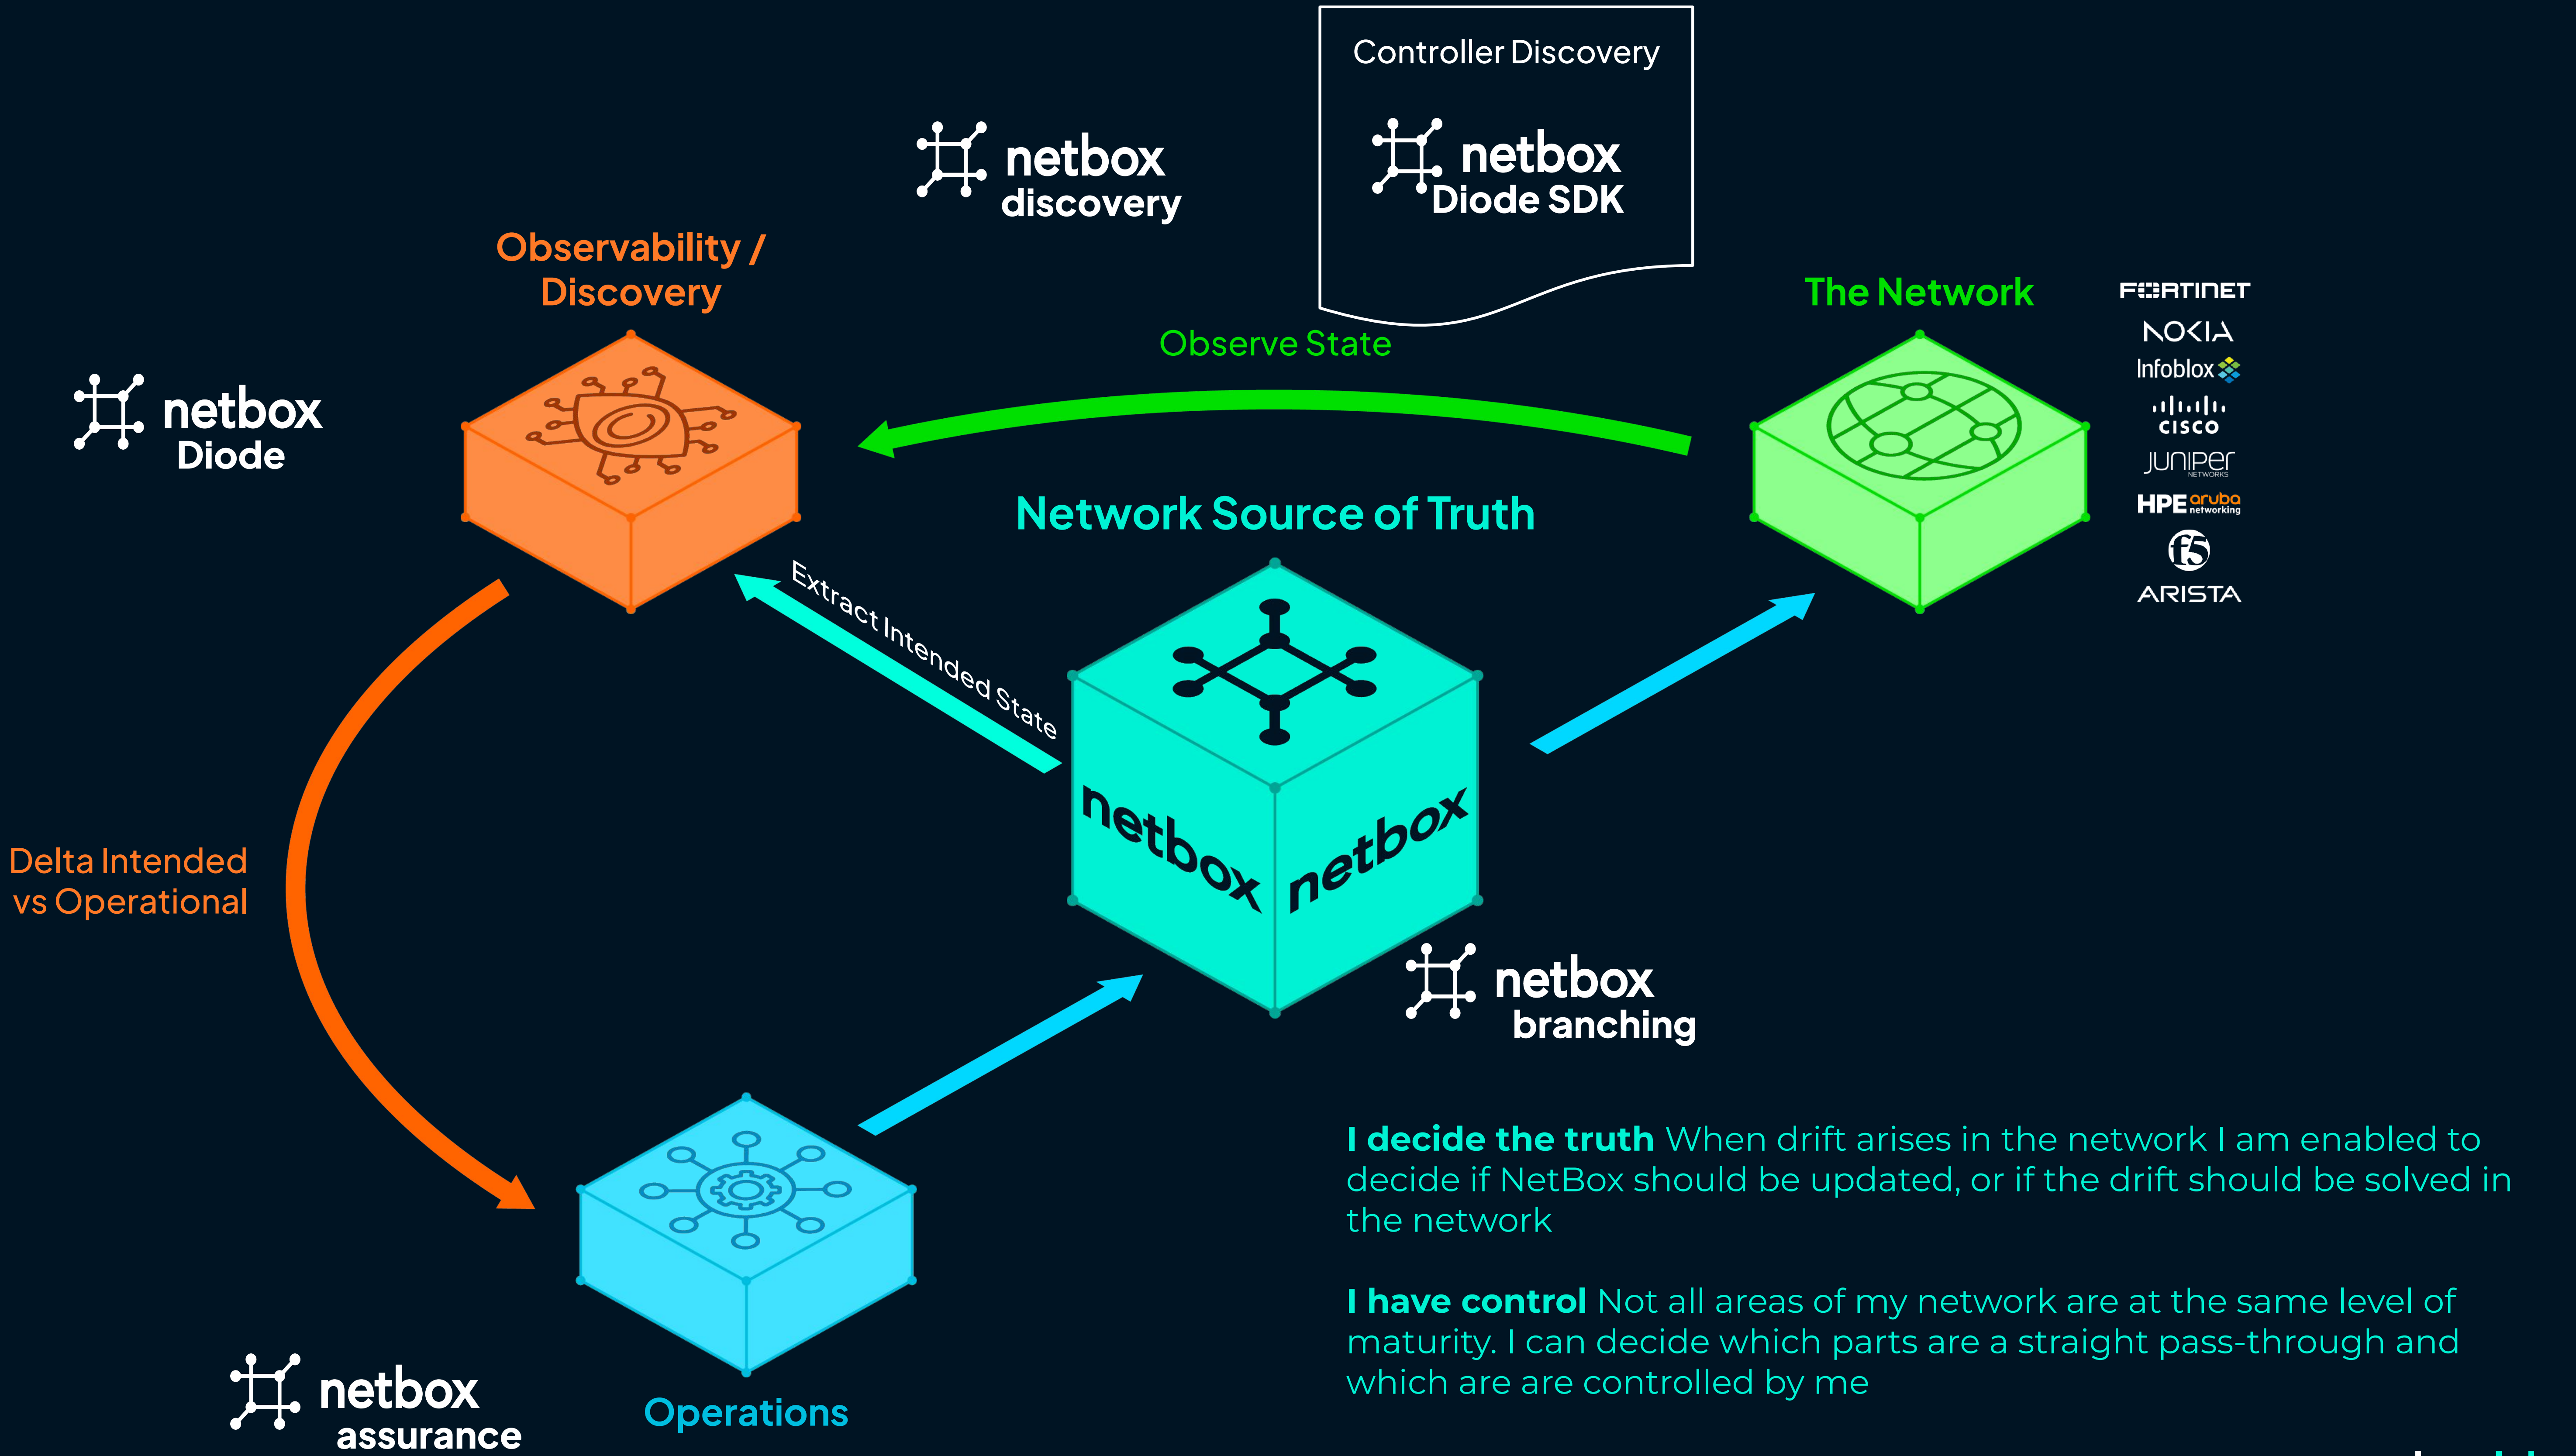 Controller Discovery
netbox
Diode SDK
netbox
discovery
Observability /
Discovery
The Network
FORTINET
NOKIA
Infoblox
CISCO
JUNIPER
NETWORKS
HPE aruba
networking
f5
ARISTA
Observe State
netbox
Diode
Network Source of Truth
Extract Intended State
netbox
netbox
Delta Intended
vs Operational
netbox
branching
I decide the truth When drift arises in the network I am enabled to
decide if NetBox should be updated, or if the drift should be solved in
the network
I have control Not all areas of my network are at the same level of
maturity. I can decide which parts are a straight pass-through and
which are are controlled by me
Operations
netbox
assurance